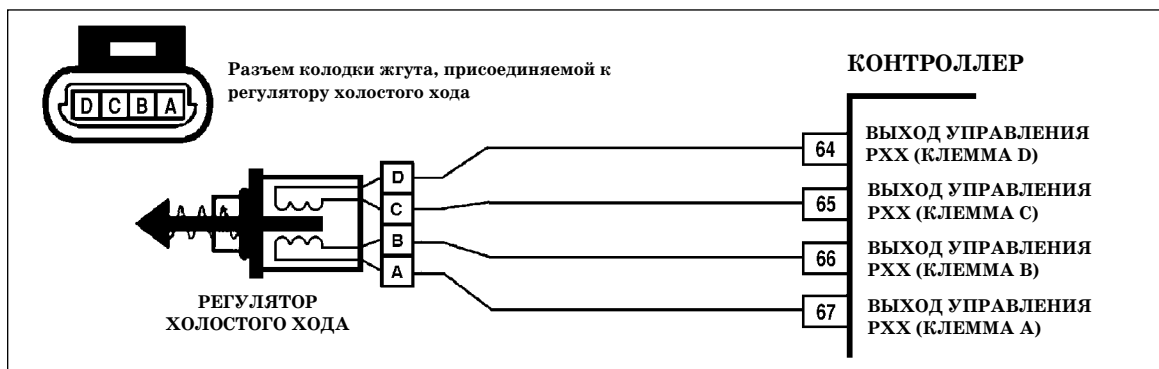 Разъем колодки жгута, присоединяемой к
регулятору холостого хода
D C B A
КОНТРОЛЛЕР
D
C
B
A
64
ВЫХОД УПРАВЛЕНИЯ
РХХ (КЛЕММА D)
65
ВЫХОД УПРАВЛЕНИЯ
РХХ (КЛЕММА С)
66
ВЫХОД УПРАВЛЕНИЯ
РХХ (КЛЕММА В)
67
ВЫХОД УПРАВЛЕНИЯ
РХХ (КЛЕММА А)
РЕГУЛЯТОР
ХОЛОСТОГО ХОДА